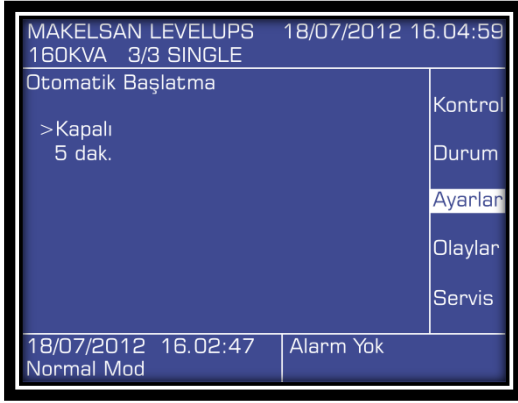 MAKELSAN LEVELUPS 18/07/2012 16.04:59
160KVA 3/3 SINGLE
Otomatik Başlatma
>Kapalı
5 dak.
Kontrol
Durum
Ayarlar
Olaylar
Servis
18/07/2012 16.02:47
Normal Mod
Alarm Yok